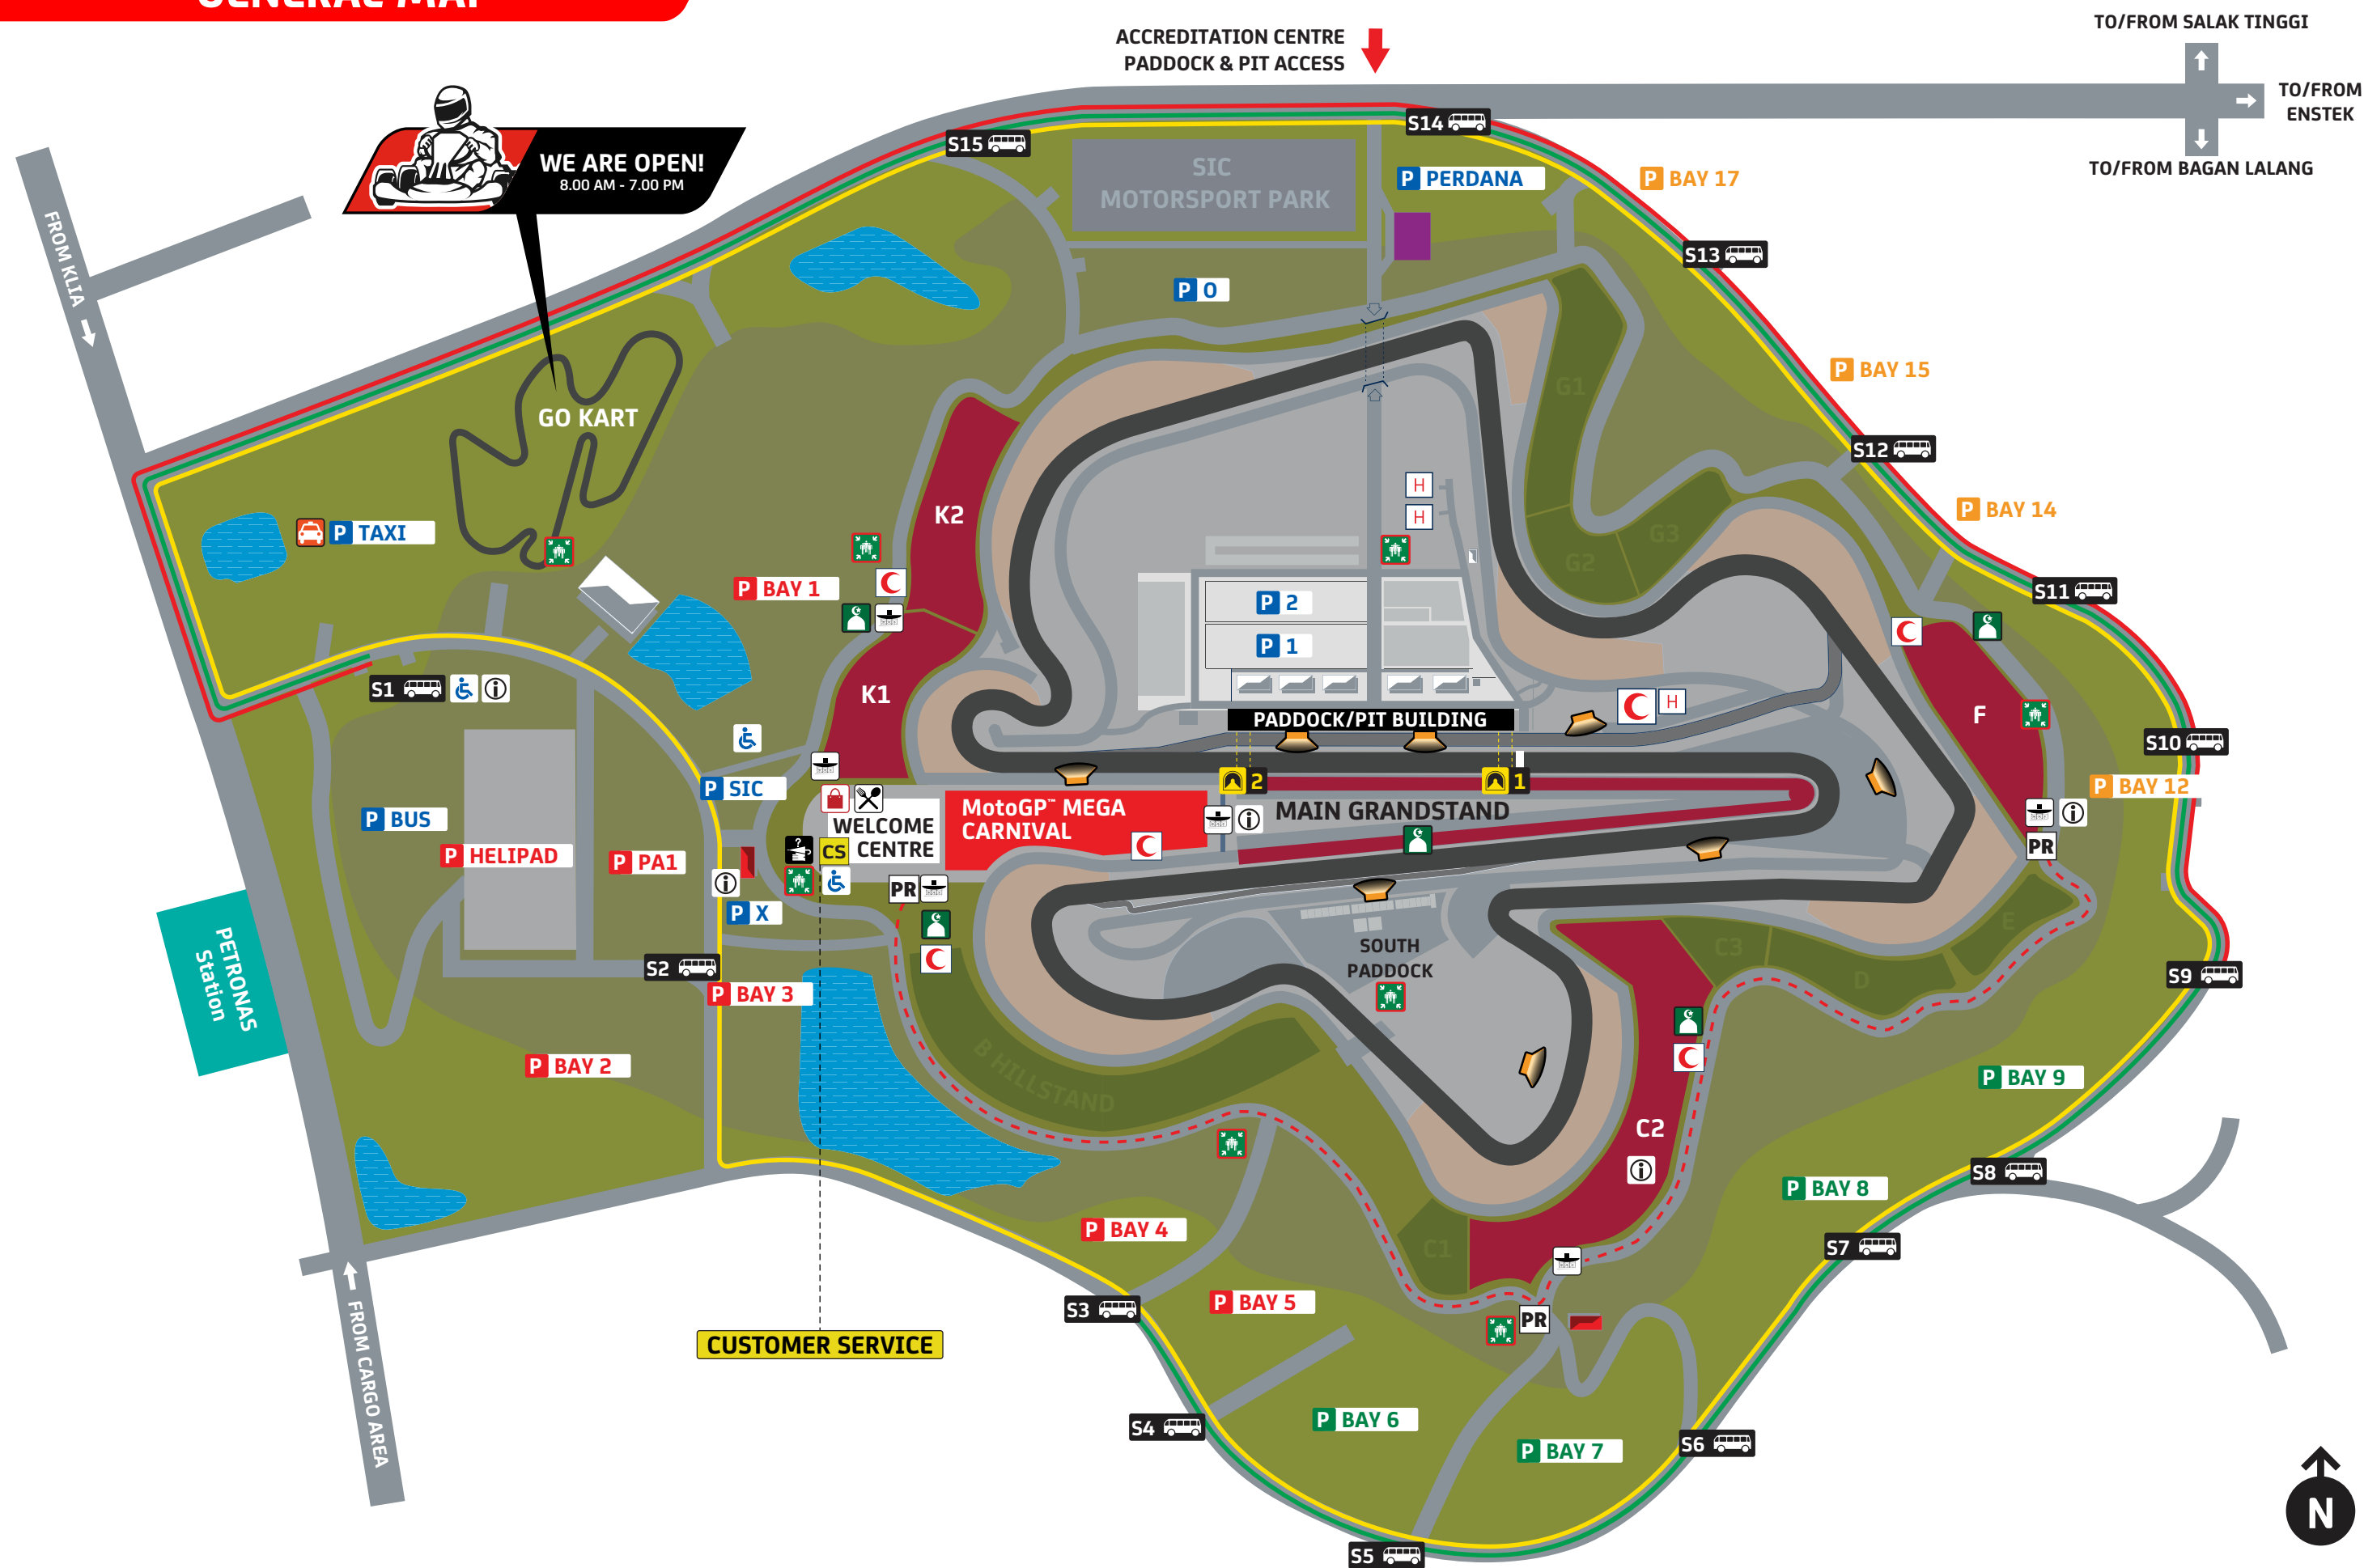 GENERAL MAP
ACCREDITATION CENTRE
PADDOCK & PIT ACCESS
TO/FROM SALAK TINGGI
TO/FROM
ENSTEK
TO/FROM BAGAN LALANG
WE ARE OPEN!
8.00 AM - 7.00 PM
FROM KLIA
S15
S14
SIC
MOTORSPORT PARK
P PERDANA
P BAY 17
S13
P O
P BAY 15
G1
GO KART
S12
K2
H
H
P BAY 14
P TAXI
G3
G2
P BAY 1
S11
P 2
P 1
K1
S1
H
F
PADDOCK/PIT BUILDING
S10
P SIC
2
1
P BAY 12
MotoGP™ MEGA
CARNIVAL
MAIN GRANDSTAND
P BUS
WELCOME
CENTRE
CS
P HELIPAD
P PA1
PR
PR
P X
E
PETRONAS
Station
SOUTH
PADDOCK
C3
D
S2
S9
P BAY 3
B HILLSTAND
P BAY 2
P BAY 9
C2
S8
P BAY 8
P BAY 4
C1
S7
P BAY 5
S3
PR
CUSTOMER SERVICE
FROM CARGO AREA
P BAY 6
S4
P BAY 7
S6
N
S5